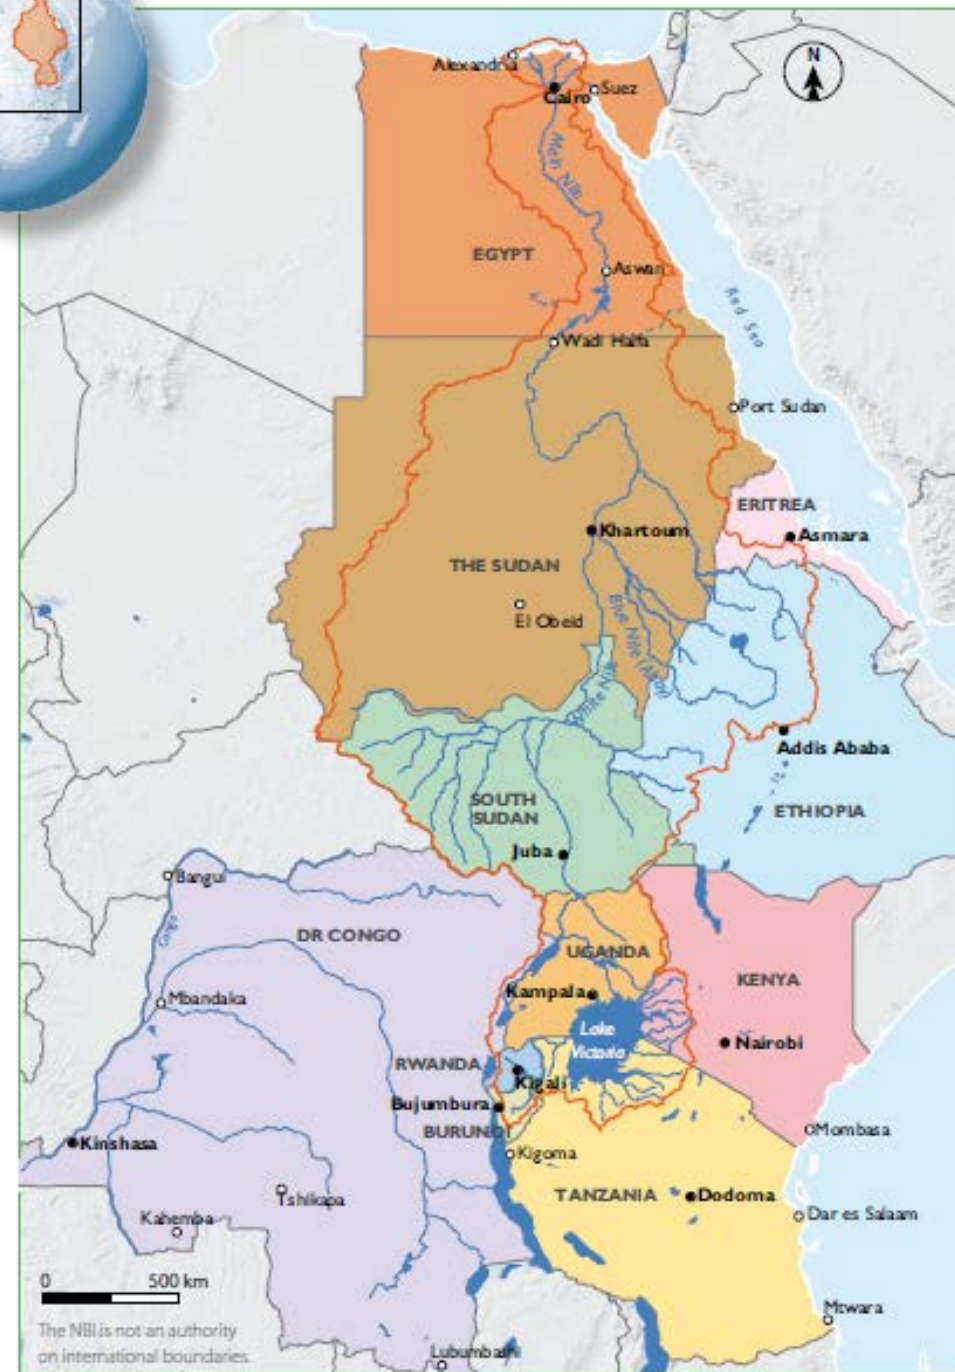 N
Alexandria
Cairo
Suez
Main Nile
EGYPT
Aswan
Red Sea
Wadi Halfa
Port Sudan
ERITREA
Asmara
Khartoum
THE SUDAN
El Obeid
Blue Nile (Abay)
White Nile
Addis Ababa
SOUTH
SUDAN
ETHIOPIA
Juba
Bangui
Congo
DR CONGO
UGANDA
KENYA
Kampala
Mbandaka
Lake
Victoria
Nairobi
RWANDA
Kigali
Bujumbura
BURUNDI
Mombasa
Kinshasa
Kigoma
TANZANIA
Dodoma
Tshikapa
Dar es Salaam
Kahemba
0 500 km
Mtwara
The NBI is not an authority
on international boundaries.
Lubumbashi